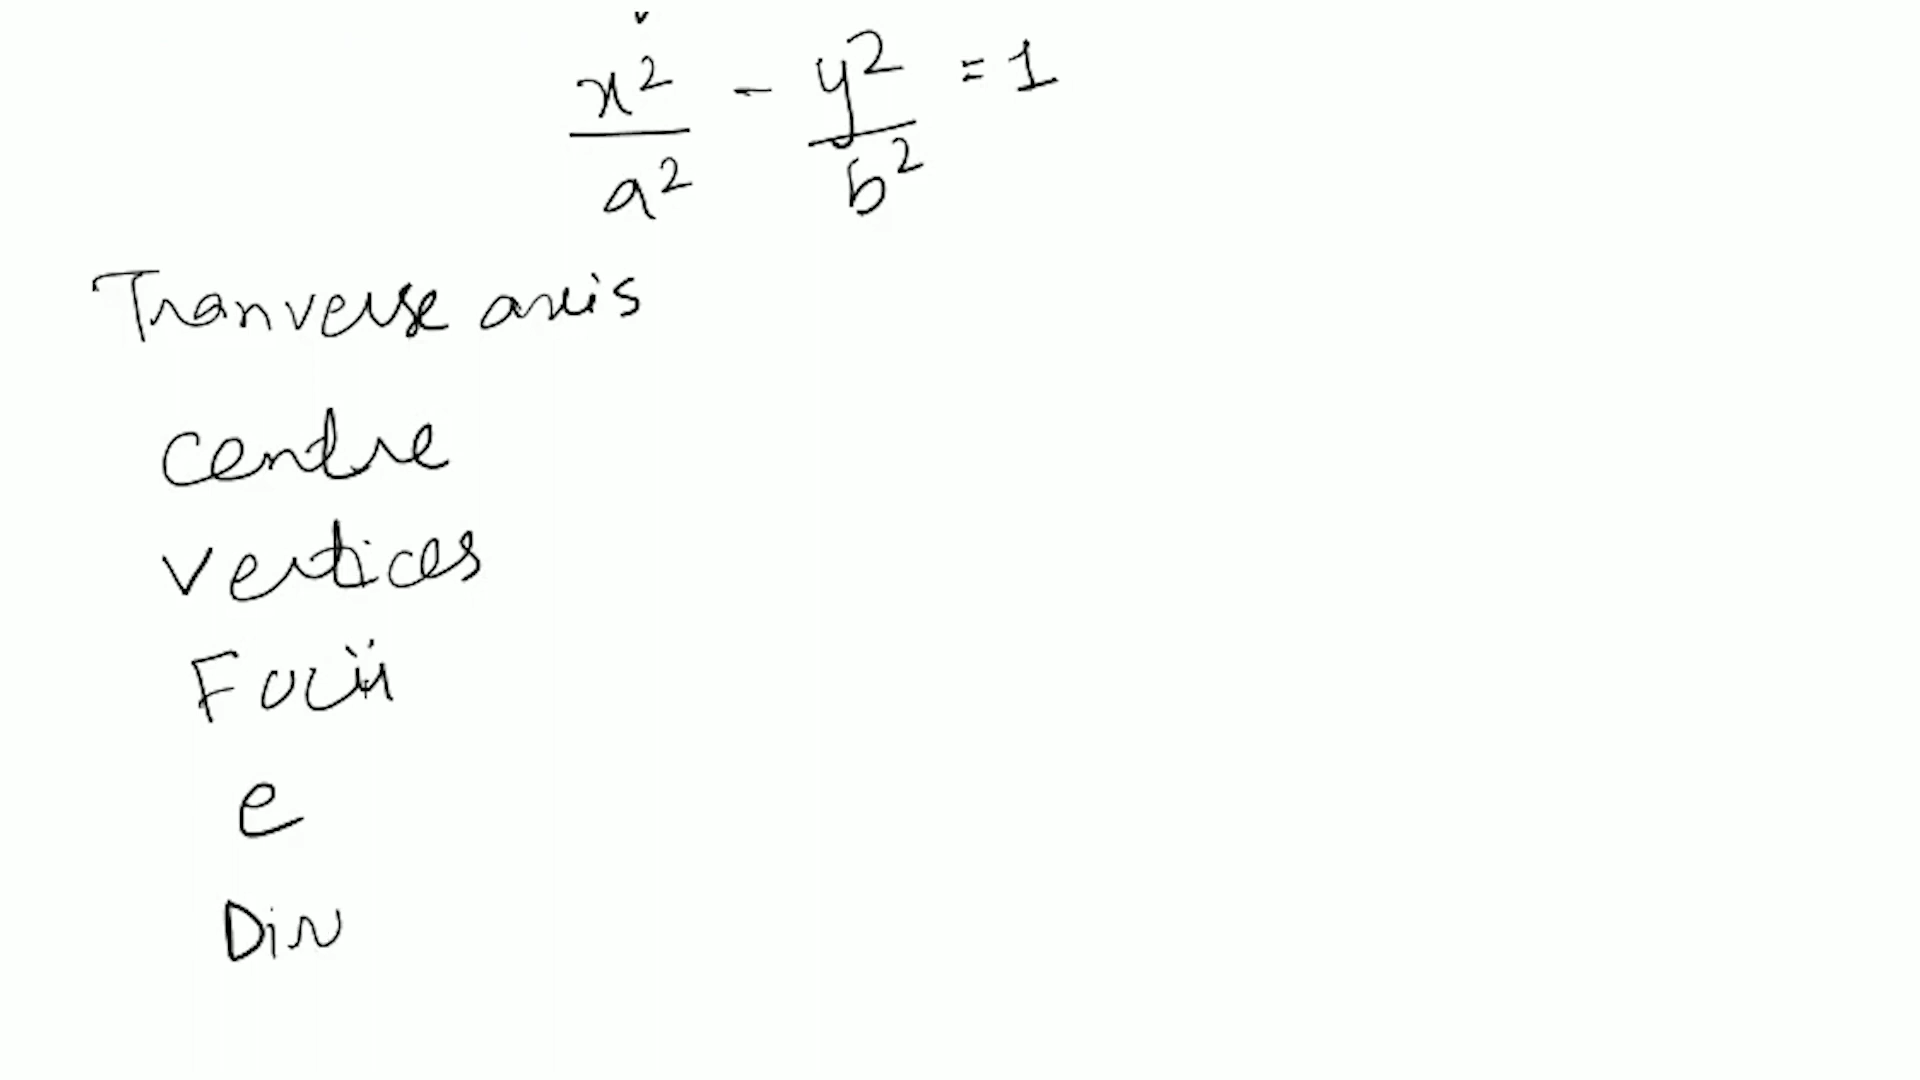 x² / a² - y² / b² = 1
Tranverse axis
centre
vertices
Focii
e
Dir